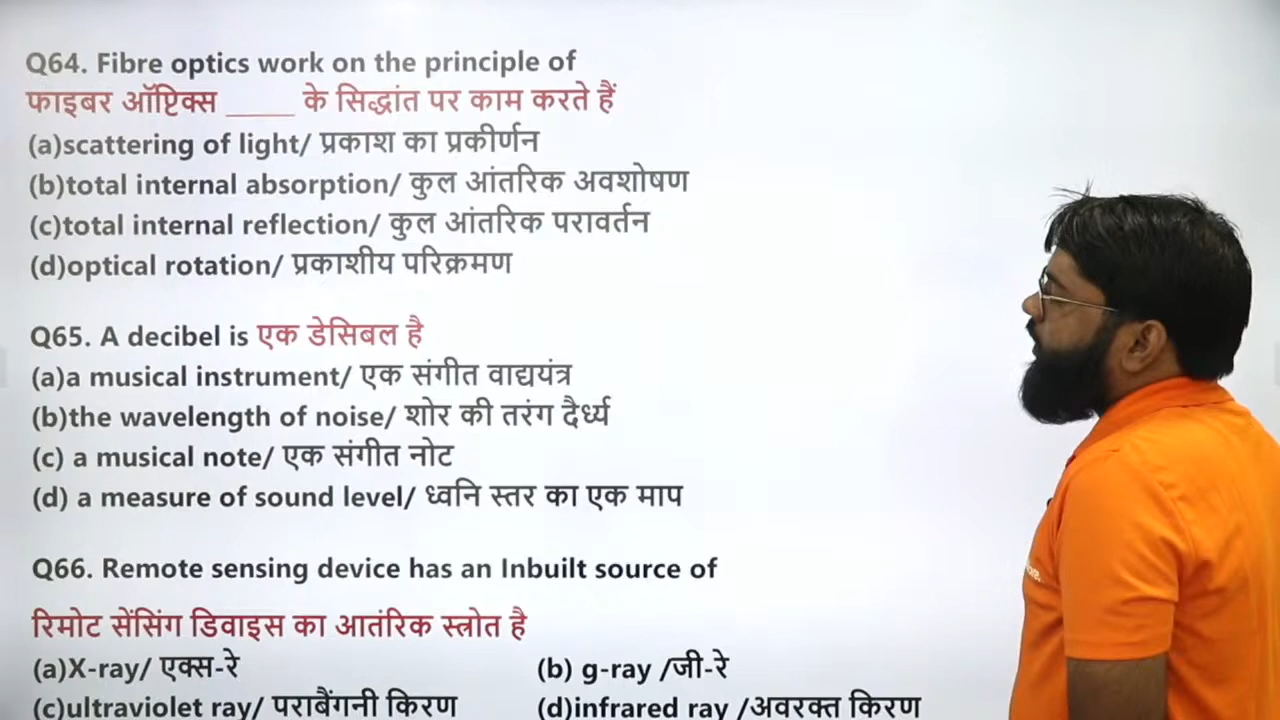 Q64. Fibre optics work on the principle of
फाइबर ऑप्टिक्स _____ के सिद्धांत पर काम करते हैं
(a)scattering of light/ प्रकाश का प्रकीर्णन
(b)total internal absorption/ कुल आंतरिक अवशोषण
(c)total internal reflection/ कुल आंतरिक परावर्तन
(d)optical rotation/ प्रकाशीय परिक्रमण
Q65. A decibel is एक डेसिबल है
(a)a musical instrument/ एक संगीत वाद्ययंत्र
(b)the wavelength of noise/ शोर की तरंग दैर्ध्य
(c) a musical note/ एक संगीत नोट
(d) a measure of sound level/ ध्वनि स्तर का एक माप
Q66. Remote sensing device has an Inbuilt source of
रिमोट सेंसिंग डिवाइस का आतंरिक स्त्रोत है
(a)X-ray/ एक्स-रे (b) g-ray /जी-रे
(c)ultraviolet ray/ पराबैंगनी किरण (d)infrared ray /अवरक्त किरण